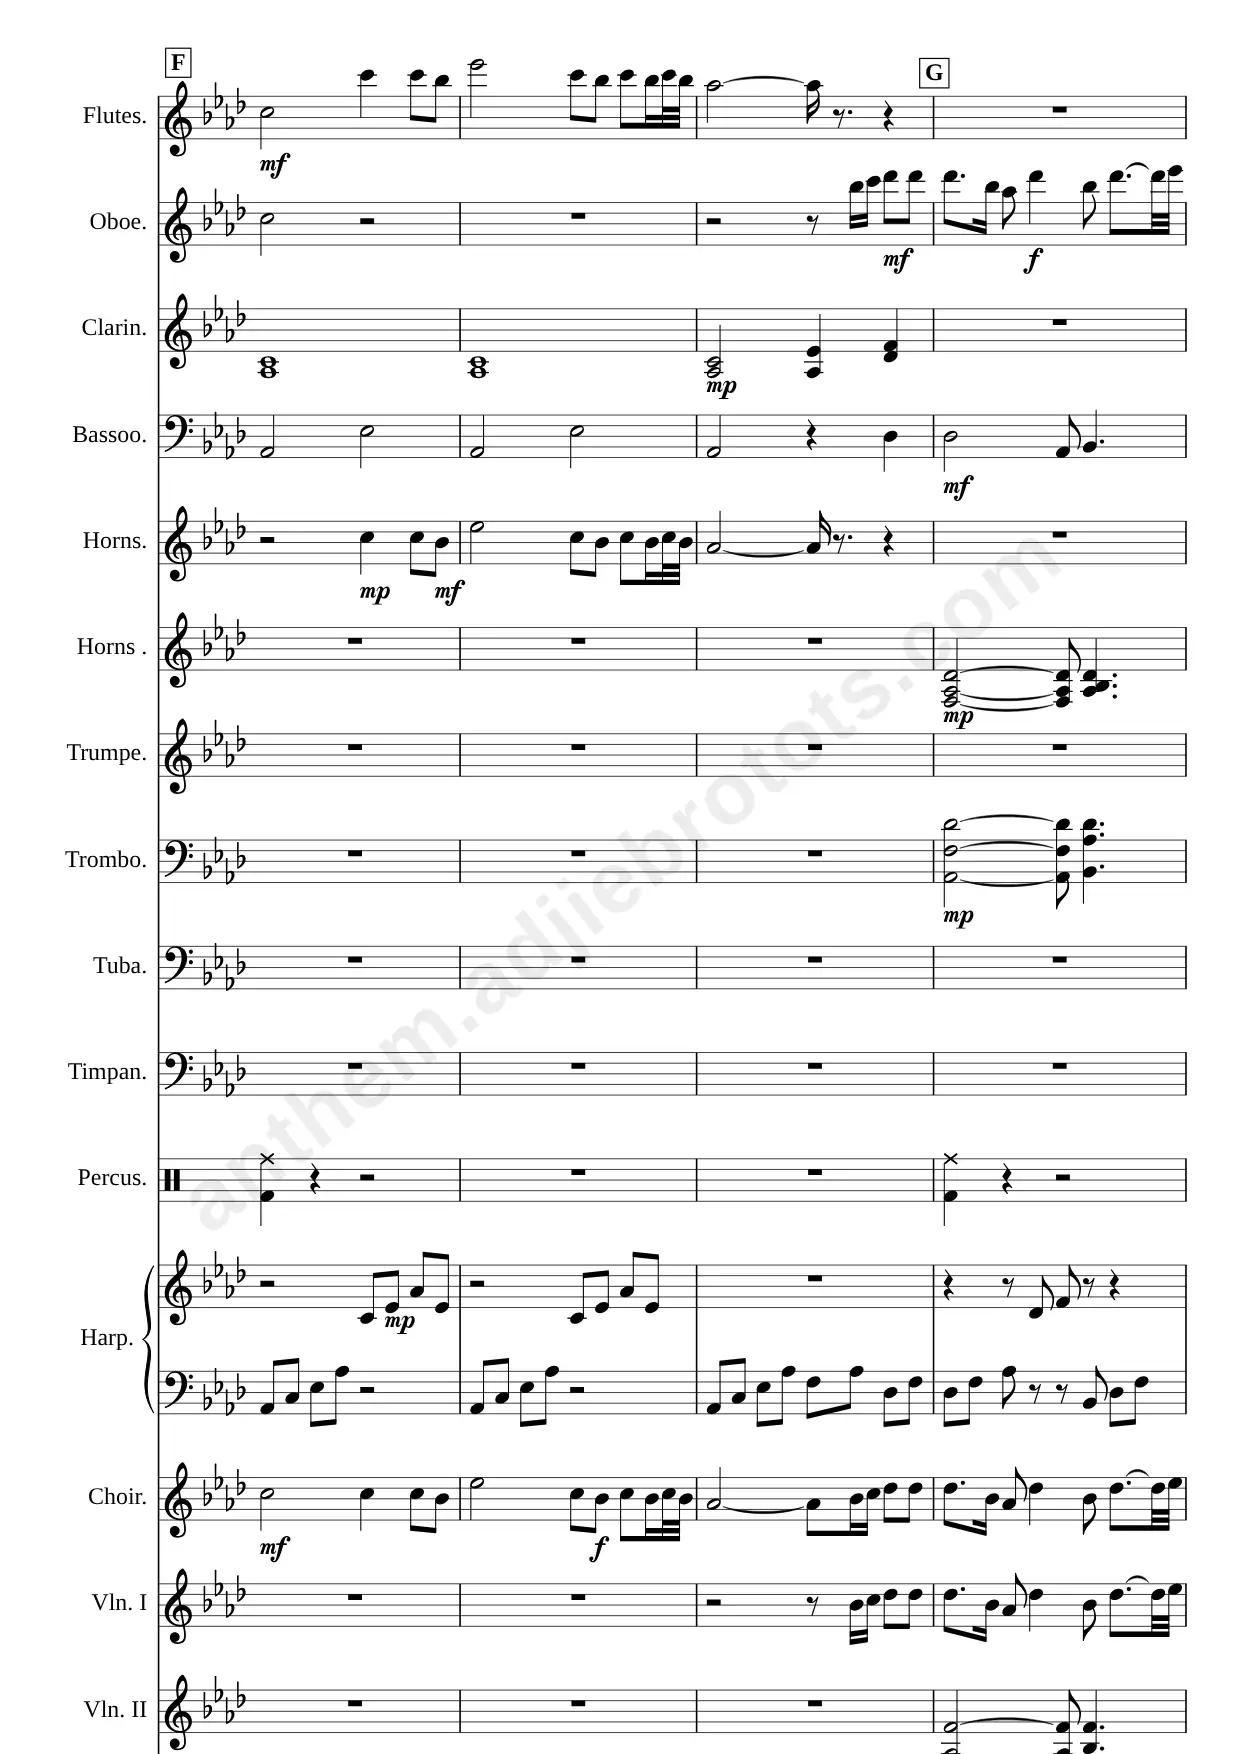 F
G
Flutes.
mf
Oboe.
mf f
Clarin.
mp
Bassoo.
mf
Horns.
mp mf
Horns .
mp
Trumpe.
Trombo.
mp
Tuba.
Timpan.
Percus.
mp
Harp.
Choir.
mf f
Vln. I
Vln. II
anthem.adjiebrotots.com